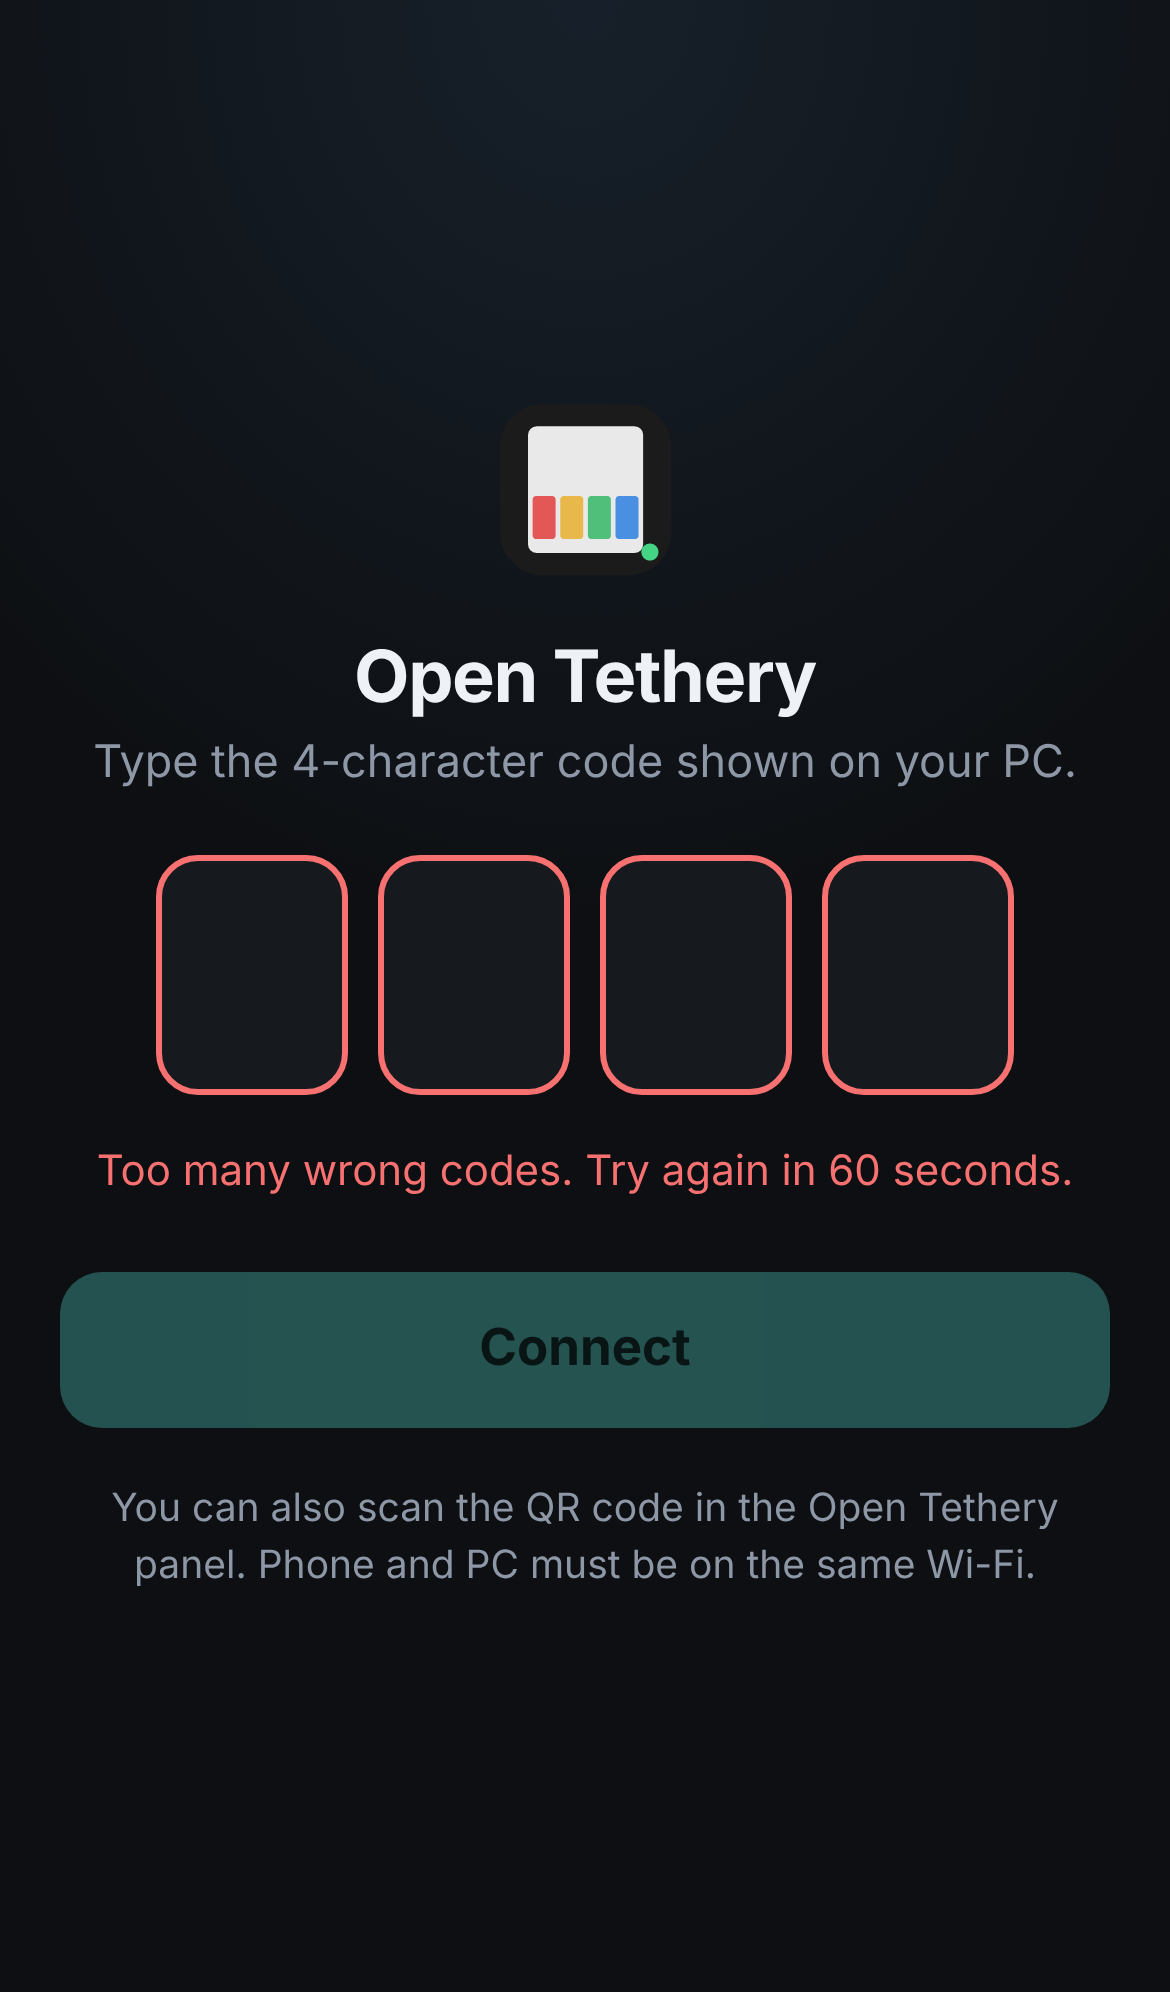 Open Tethery
Type the 4-character code shown on your PC.
Too many wrong codes. Try again in 60 seconds.
Connect
You can also scan the QR code in the Open Tethery
panel. Phone and PC must be on the same Wi-Fi.